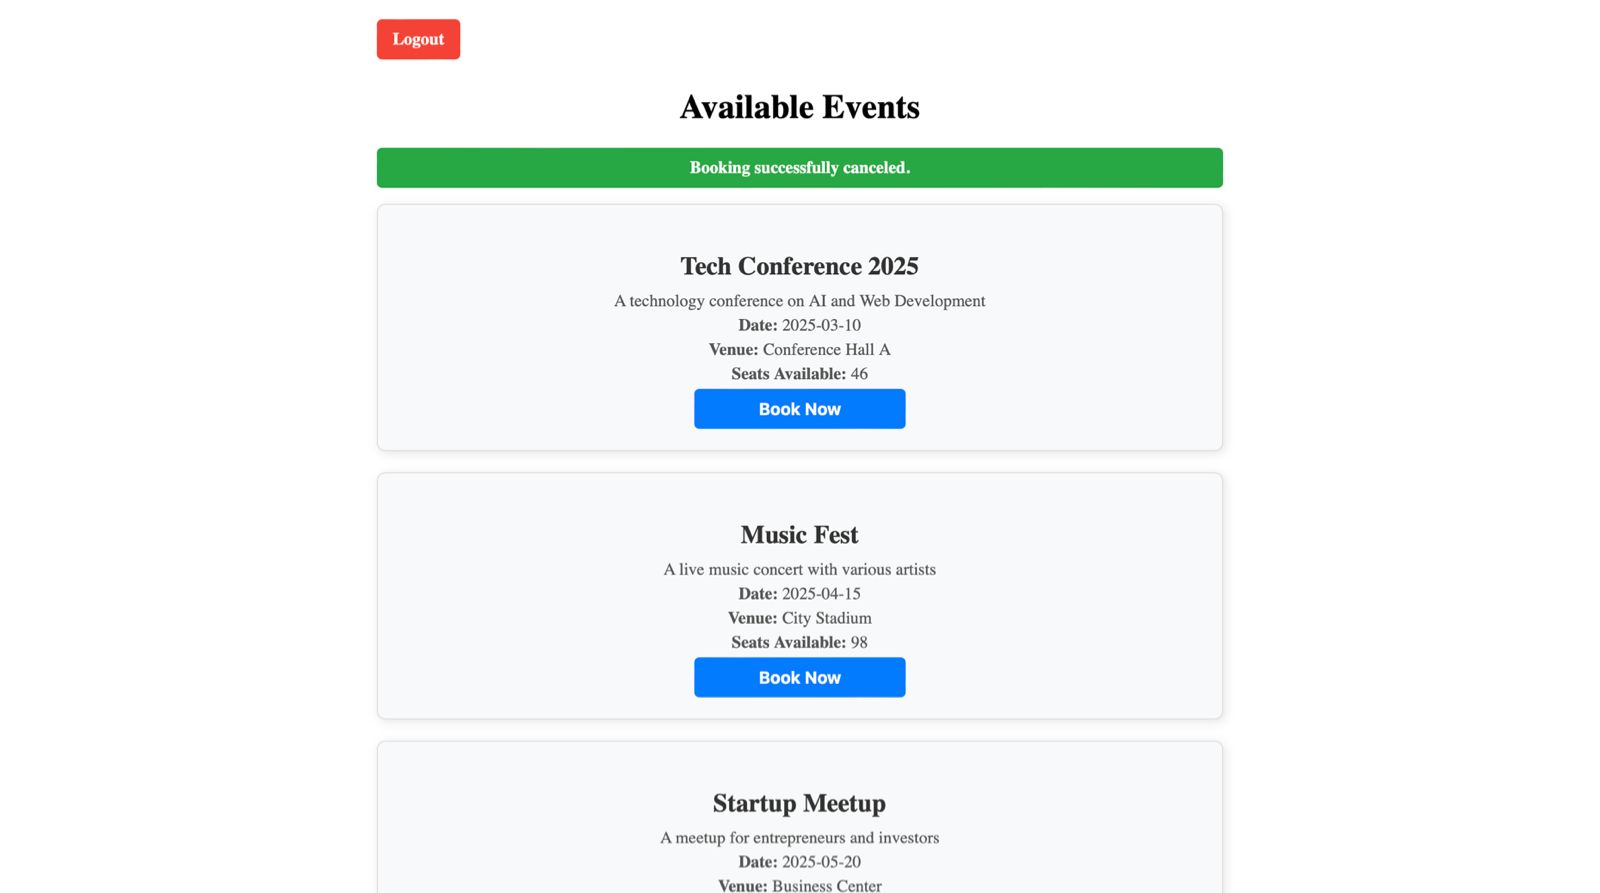 Logout
Available Events
Booking successfully canceled.
Tech Conference 2025
A technology conference on AI and Web Development
Date: 2025-03-10
Venue: Conference Hall A
Seats Available: 46
Book Now
Music Fest
A live music concert with various artists
Date: 2025-04-15
Venue: City Stadium
Seats Available: 98
Book Now
Startup Meetup
A meetup for entrepreneurs and investors
Date: 2025-05-20
Venue: Business Center